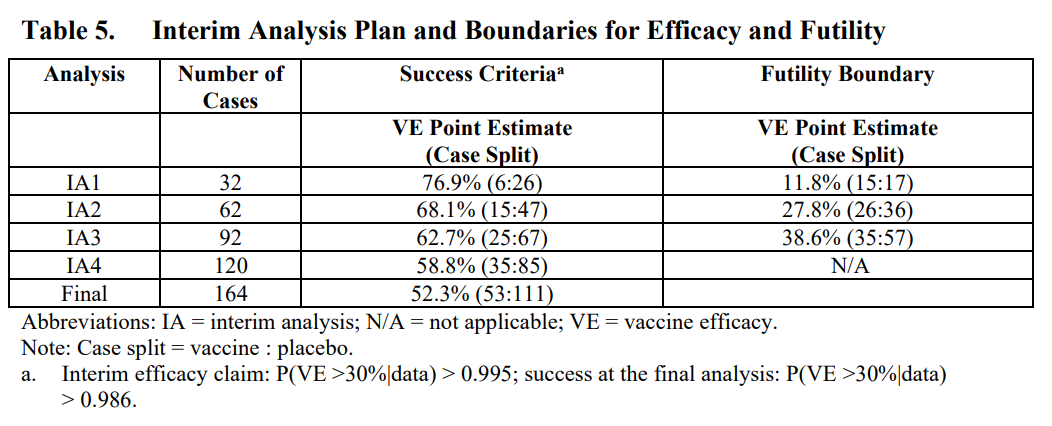 Table 5. Interim Analysis Plan and Boundaries for Efficacy and Futility
Analysis Number of Cases Success Criteriaᵃ Futility Boundary
VE Point Estimate (Case Split) VE Point Estimate (Case Split)
IA1 32 76.9% (6:26) 11.8% (15:17)
IA2 62 68.1% (15:47) 27.8% (26:36)
IA3 92 62.7% (25:67) 38.6% (35:57)
IA4 120 58.8% (35:85) N/A
Final 164 52.3% (53:111)
Abbreviations: IA = interim analysis; N/A = not applicable; VE = vaccine efficacy.
Note: Case split = vaccine : placebo.
a. Interim efficacy claim: P(VE >30%|data) > 0.995; success at the final analysis: P(VE >30%|data)
> 0.986.